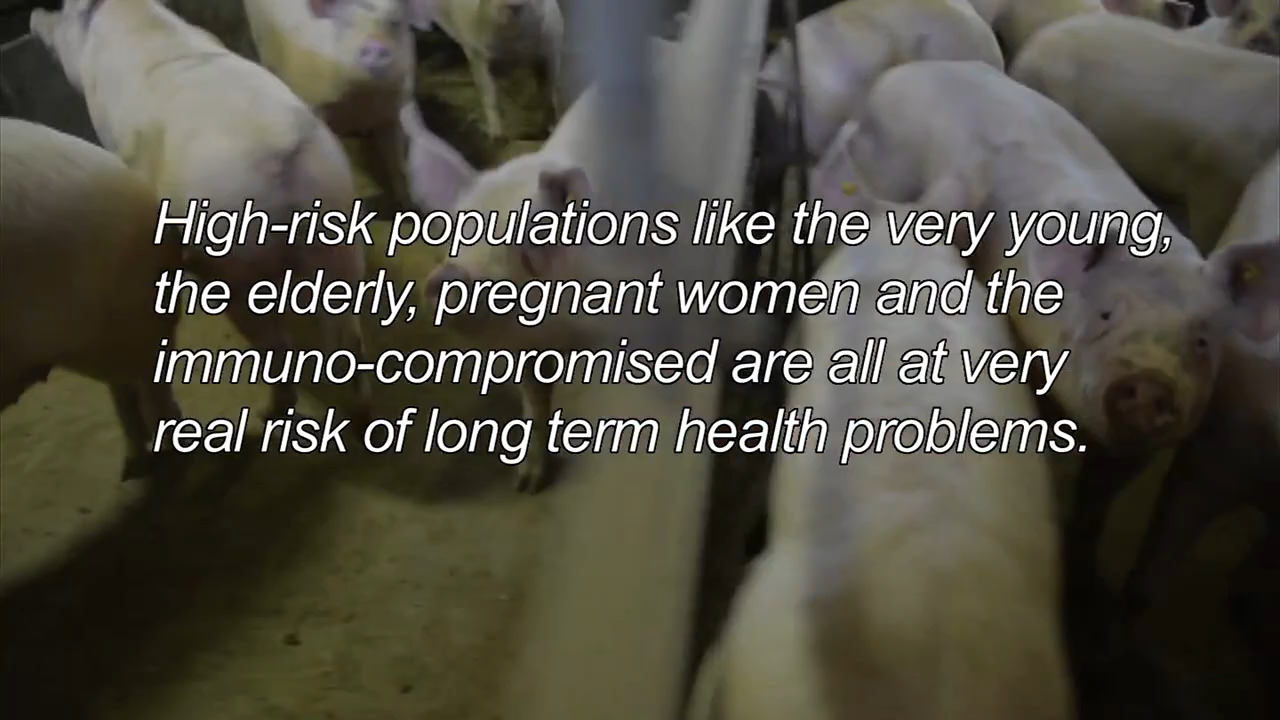 High-risk populations like the very young,
the elderly, pregnant women and the
immuno-compromised are all at very
real risk of long term health problems.